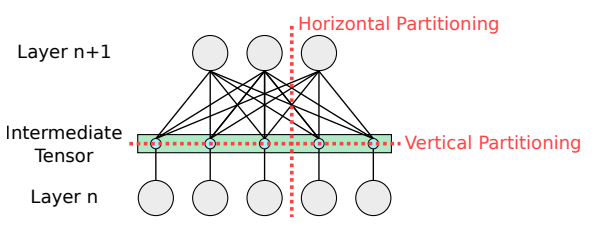 Horizontal Partitioning
Layer n+1
Intermediate
Tensor
Vertical Partitioning
Layer n